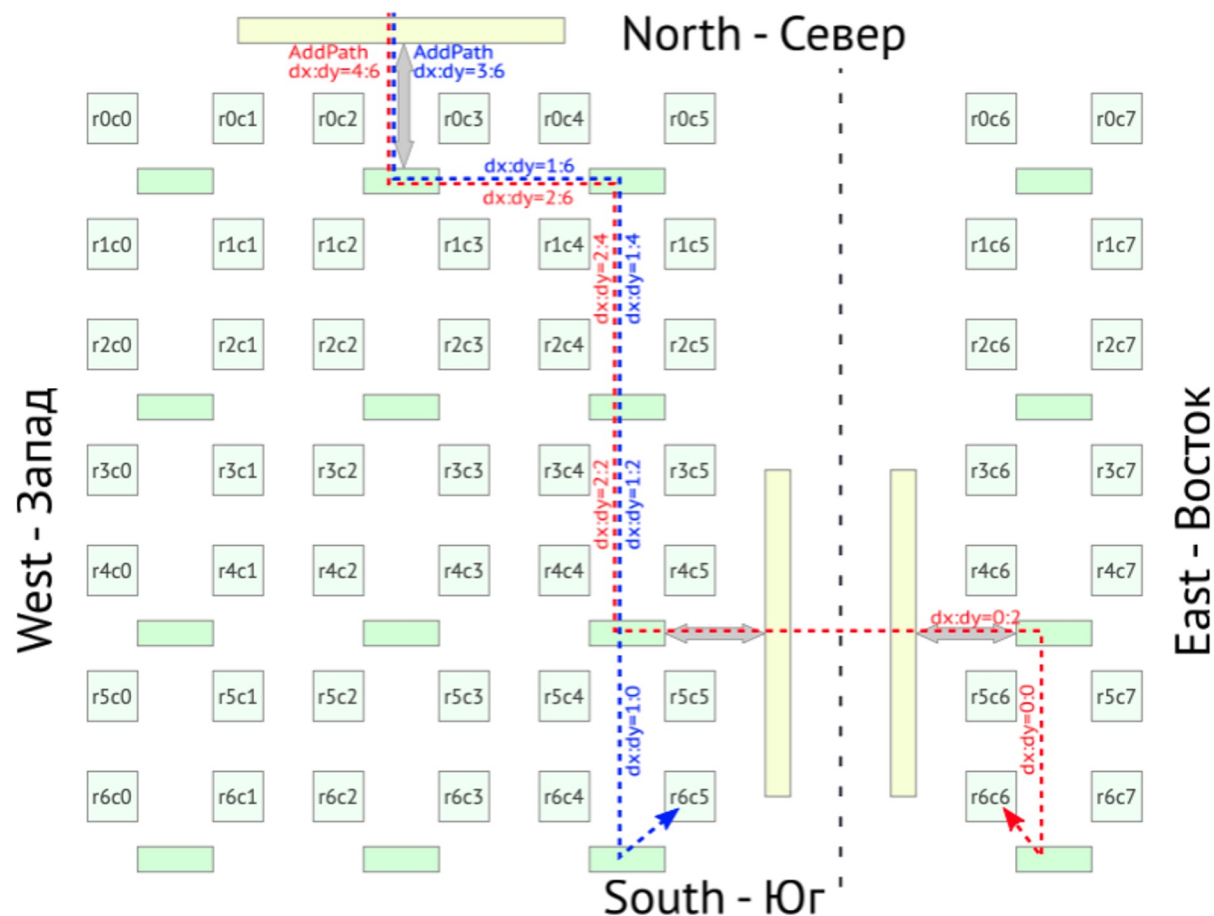 North - Север
AddPath
dx:dy=4:6
AddPath
dx:dy=3:6
r0c0 r0c1 r0c2 r0c3 r0c4 r0c5 r0c6 r0c7
dx:dy=1:6
dx:dy=2:6
r1c0 r1c1 r1c2 r1c3 r1c4 r1c5 r1c6 r1c7
dx:dy=2:4
dx:dy=1:4
r2c0 r2c1 r2c2 r2c3 r2c4 r2c5 r2c6 r2c7
West - Запад
East - Восток
r3c0 r3c1 r3c2 r3c3 r3c4 r3c5 r3c6 r3c7
dx:dy=2:2
dx:dy=1:2
r4c0 r4c1 r4c2 r4c3 r4c4 r4c5 r4c6 r4c7
dx:dy=0:2
r5c0 r5c1 r5c2 r5c3 r5c4 r5c5 r5c6 r5c7
dx:dy=1:0
dx:dy=0:0
r6c0 r6c1 r6c2 r6c3 r6c4 r6c5 r6c6 r6c7
South - Юг